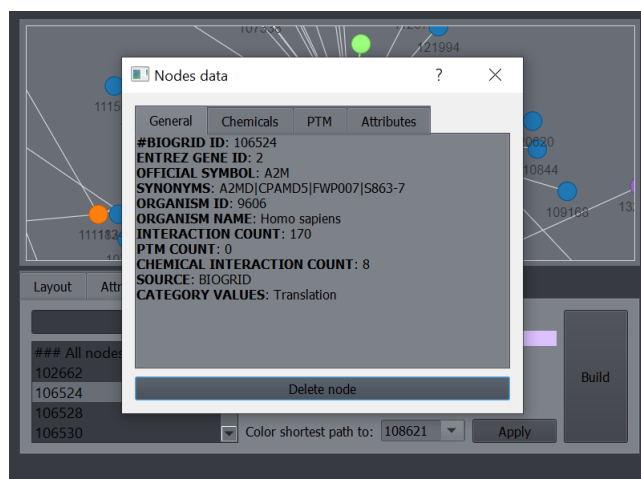 107338
121994
Nodes data
?
General Chemicals PTM Attributes
#BIOGRID ID: 106524
ENTREZ GENE ID: 2
OFFICIAL SYMBOL: A2M
SYNONYMS: A2MD|CPAMD5|FWP007|S863-7
ORGANISM ID: 9606
ORGANISM NAME: Homo sapiens
INTERACTION COUNT: 170
PTM COUNT: 0
CHEMICAL INTERACTION COUNT: 8
SOURCE: BIOGRID
CATEGORY VALUES: Translation
Delete node
10844
109168
Layout Attr
### All nodes
102662
106524
106528
106530
Color shortest path to: 108621
Apply
Build